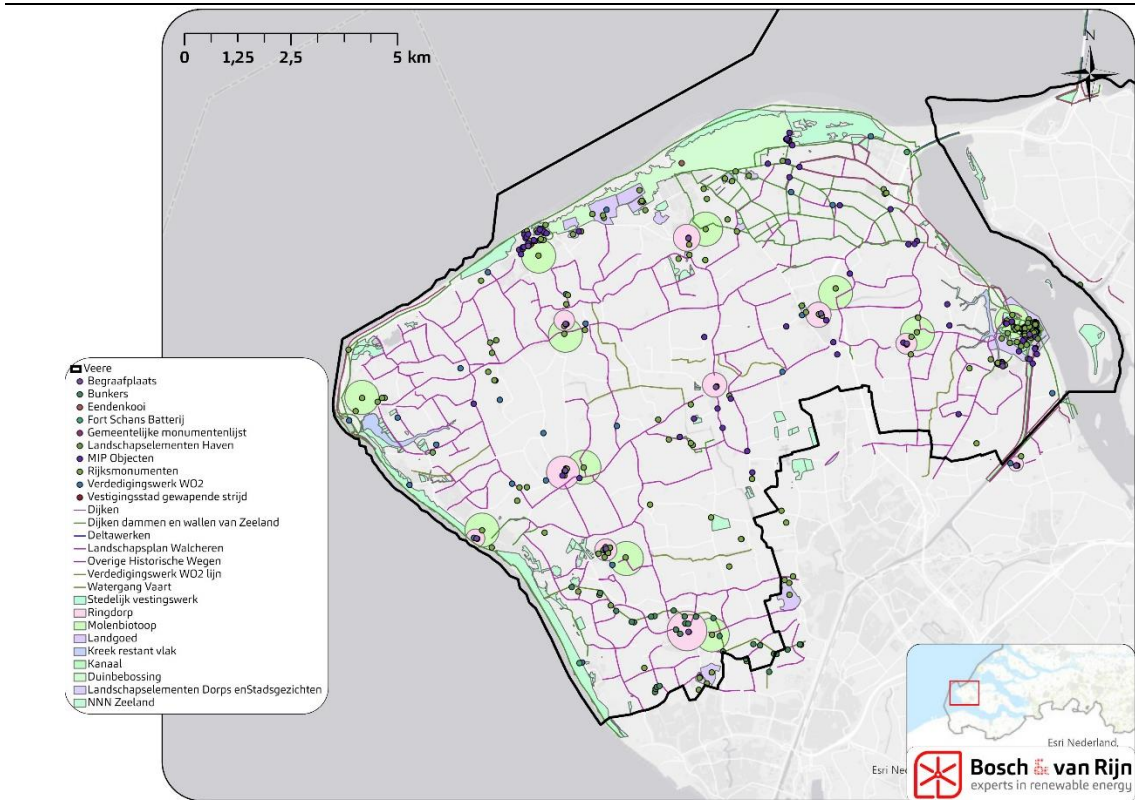 0 1,25 2,5 5 km
N
Veere
Begraafplaats
Bunkers
Eendenkooi
Fort Schans Batterij
Gemeentelijke monumentenlijst
Landschapselementen Haven
MIP Objecten
Rijksmonumenten
Verdedigingswerk WO2
Vestigingsstad gewapende strijd
Dijken
Dijken dammen en wallen van Zeeland
Deltawerken
Landschapsplan Walcheren
Overige Historische Wegen
Verdedigingswerk WO2 lijn
Watergang Vaart
Stedelijk vestingswerk
Ringdorp
Molenbiotoop
Landgoed
Kreek restant vlak
Kanaal
Duinbebossing
Landschapselementen Dorps enStadsgezichten
NNN Zeeland
Esri Nederland,
Esri
Bosch & van Rijn
experts in renewable energy